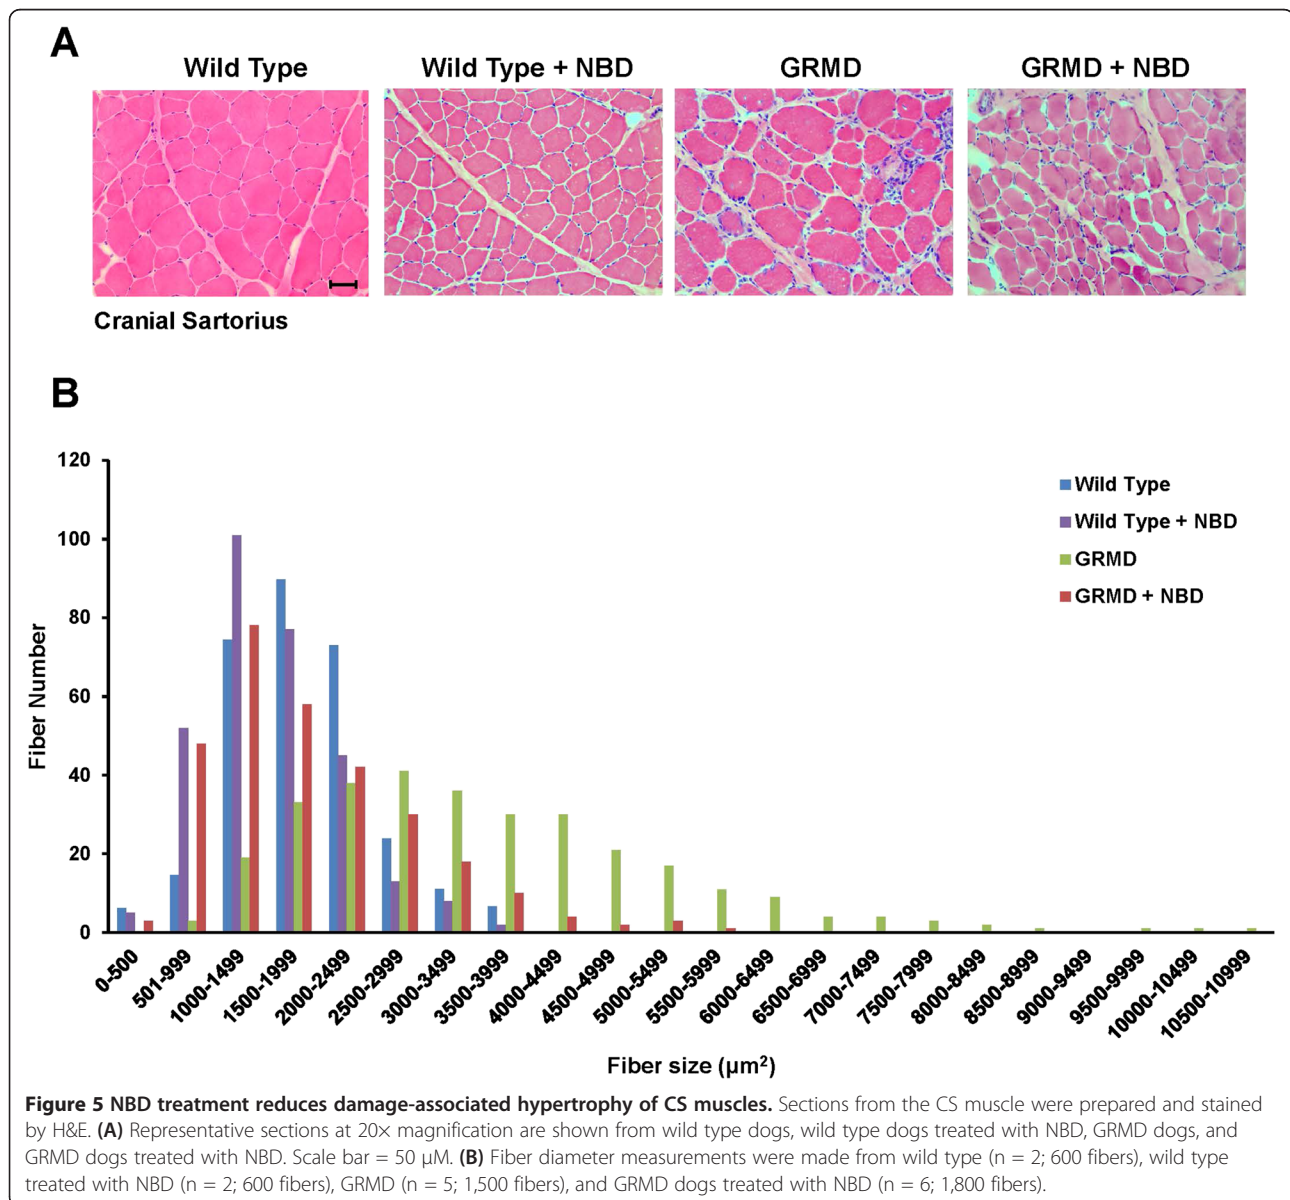 A
Wild Type
Wild Type + NBD
GRMD
GRMD + NBD
Cranial Sartorius
B
120
100
80
60
40
20
0
Fiber Number
Wild Type
Wild Type + NBD
GRMD
GRMD + NBD
0-500
501-999
1000-1499
1500-1999
2000-2499
2500-2999
3000-3499
3500-3999
4000-4499
4500-4999
5000-5499
5500-5999
6000-6499
6500-6999
7000-7499
7500-7999
8000-8499
8500-8999
9000-9499
9500-9999
10000-10499
10500-10999
Fiber size (µm²)
Figure 5 NBD treatment reduces damage-associated hypertrophy of CS muscles. Sections from the CS muscle were prepared and stained
by H&E. (A) Representative sections at 20× magnification are shown from wild type dogs, wild type dogs treated with NBD, GRMD dogs, and
GRMD dogs treated with NBD. Scale bar = 50 µM. (B) Fiber diameter measurements were made from wild type (n = 2; 600 fibers), wild type
treated with NBD (n = 2; 600 fibers), GRMD (n = 5; 1,500 fibers), and GRMD dogs treated with NBD (n = 6; 1,800 fibers).